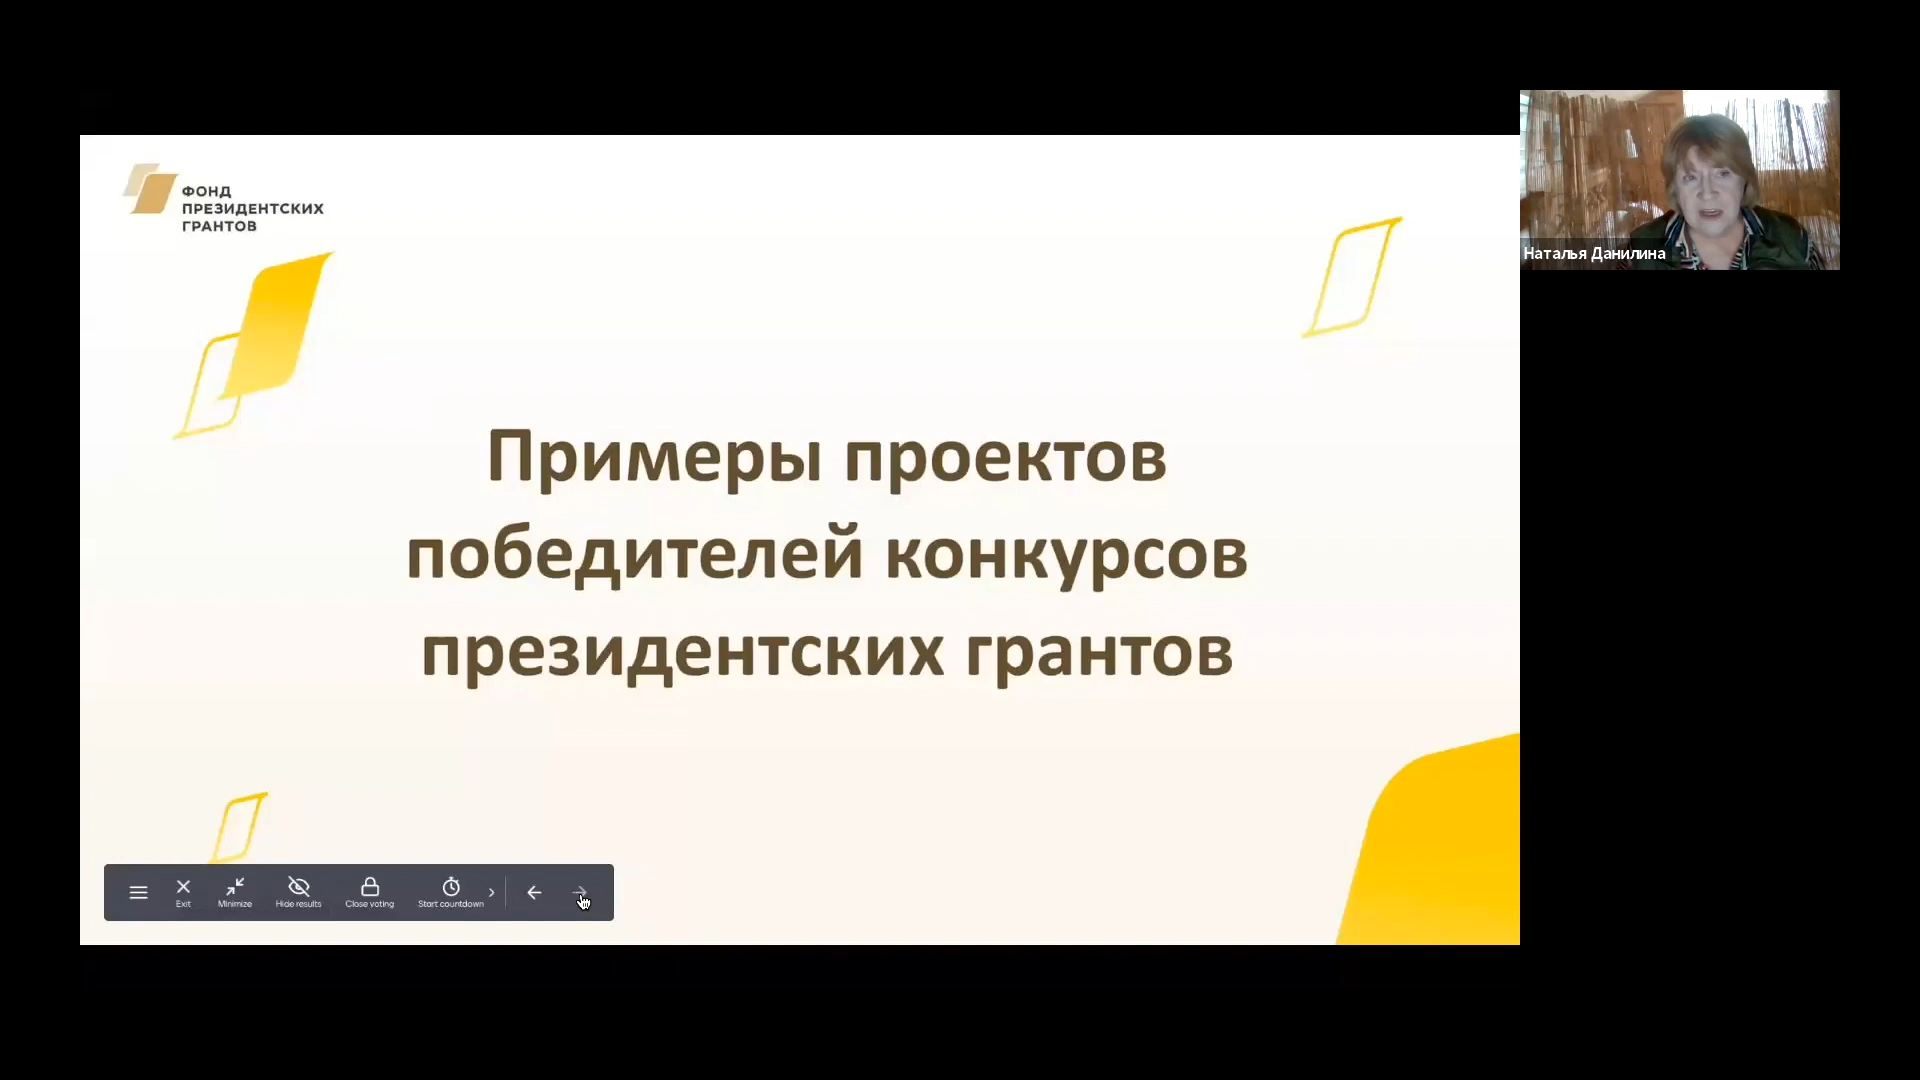 ФОНД
ПРЕЗИДЕНТСКИХ
ГРАНТОВ
Примеры проектов
победителей конкурсов
президентских грантов
Наталья Данилина
Exit
Minimize
Hide results
Close voting
Start countdown